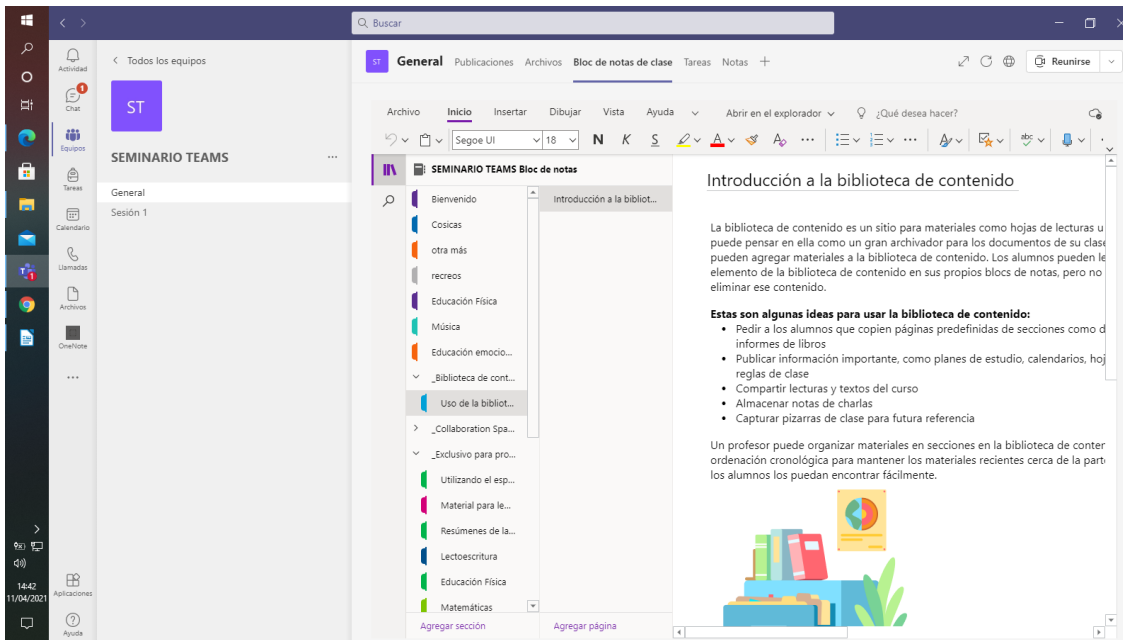 Buscar
Actividad
Chat
1
Equipos
Tareas
Calendario
Llamadas
Archivos
OneNote
Aplicaciones
Ayuda
1
14:42
11/04/2021
Todos los equipos
ST
SEMINARIO TEAMS
General
Sesión 1
ST General Publicaciones Archivos Bloc de notas de clase Tareas Notas
Reunirse
Archivo Inicio Insertar Dibujar Vista Ayuda Abrir en el explorador ¿Qué desea hacer?
Segoe UI 18 N K S A A abc
SEMINARIO TEAMS Bloc de notas
Bienvenido
Cosicas
otra más
recreos
Educación Física
Música
Educación emocio...
_Biblioteca de cont...
Uso de la bibliot...
_Collaboration Spa...
_Exclusivo para pro...
Utilizando el esp...
Material para le...
Resúmenes de la...
Lectoescritura
Educación Física
Matemáticas
Agregar sección
Introducción a la bibliot...
Agregar página
Introducción a la biblioteca de contenido
La biblioteca de contenido es un sitio para materiales como hojas de lecturas u
puede pensar en ella como un gran archivador para los documentos de su clase
pueden agregar materiales a la biblioteca de contenido. Los alumnos pueden le
elemento de la biblioteca de contenido en sus propios blocs de notas, pero no
eliminar ese contenido.
Estas son algunas ideas para usar la biblioteca de contenido:
• Pedir a los alumnos que copien páginas predefinidas de secciones como d
informes de libros
• Publicar información importante, como planes de estudio, calendarios, hoj
reglas de clase
• Compartir lecturas y textos del curso
• Almacenar notas de charlas
• Capturar pizarras de clase para futura referencia
Un profesor puede organizar materiales en secciones en la biblioteca de conter
ordenación cronológica para mantener los materiales recientes cerca de la part
los alumnos los puedan encontrar fácilmente.